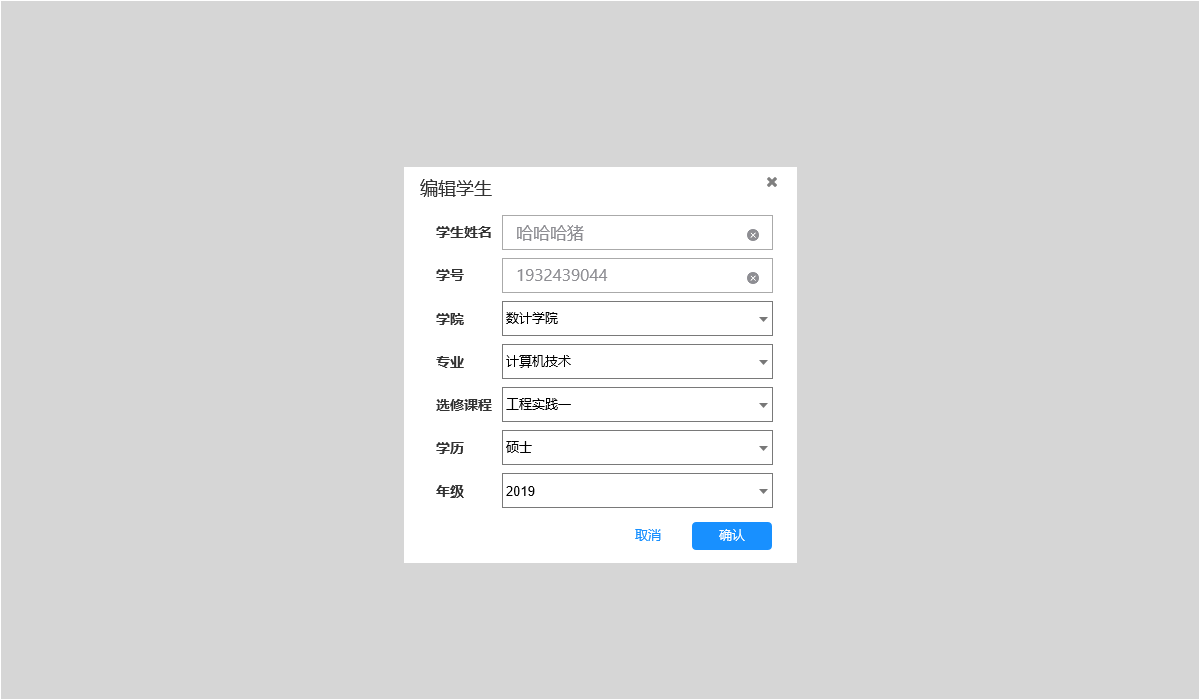 编辑学生
学生姓名 哈哈哈猪
学号 1932439044
学院 数计学院
专业 计算机技术
选修课程 工程实践一
学历 硕士
年级 2019
取消 确认